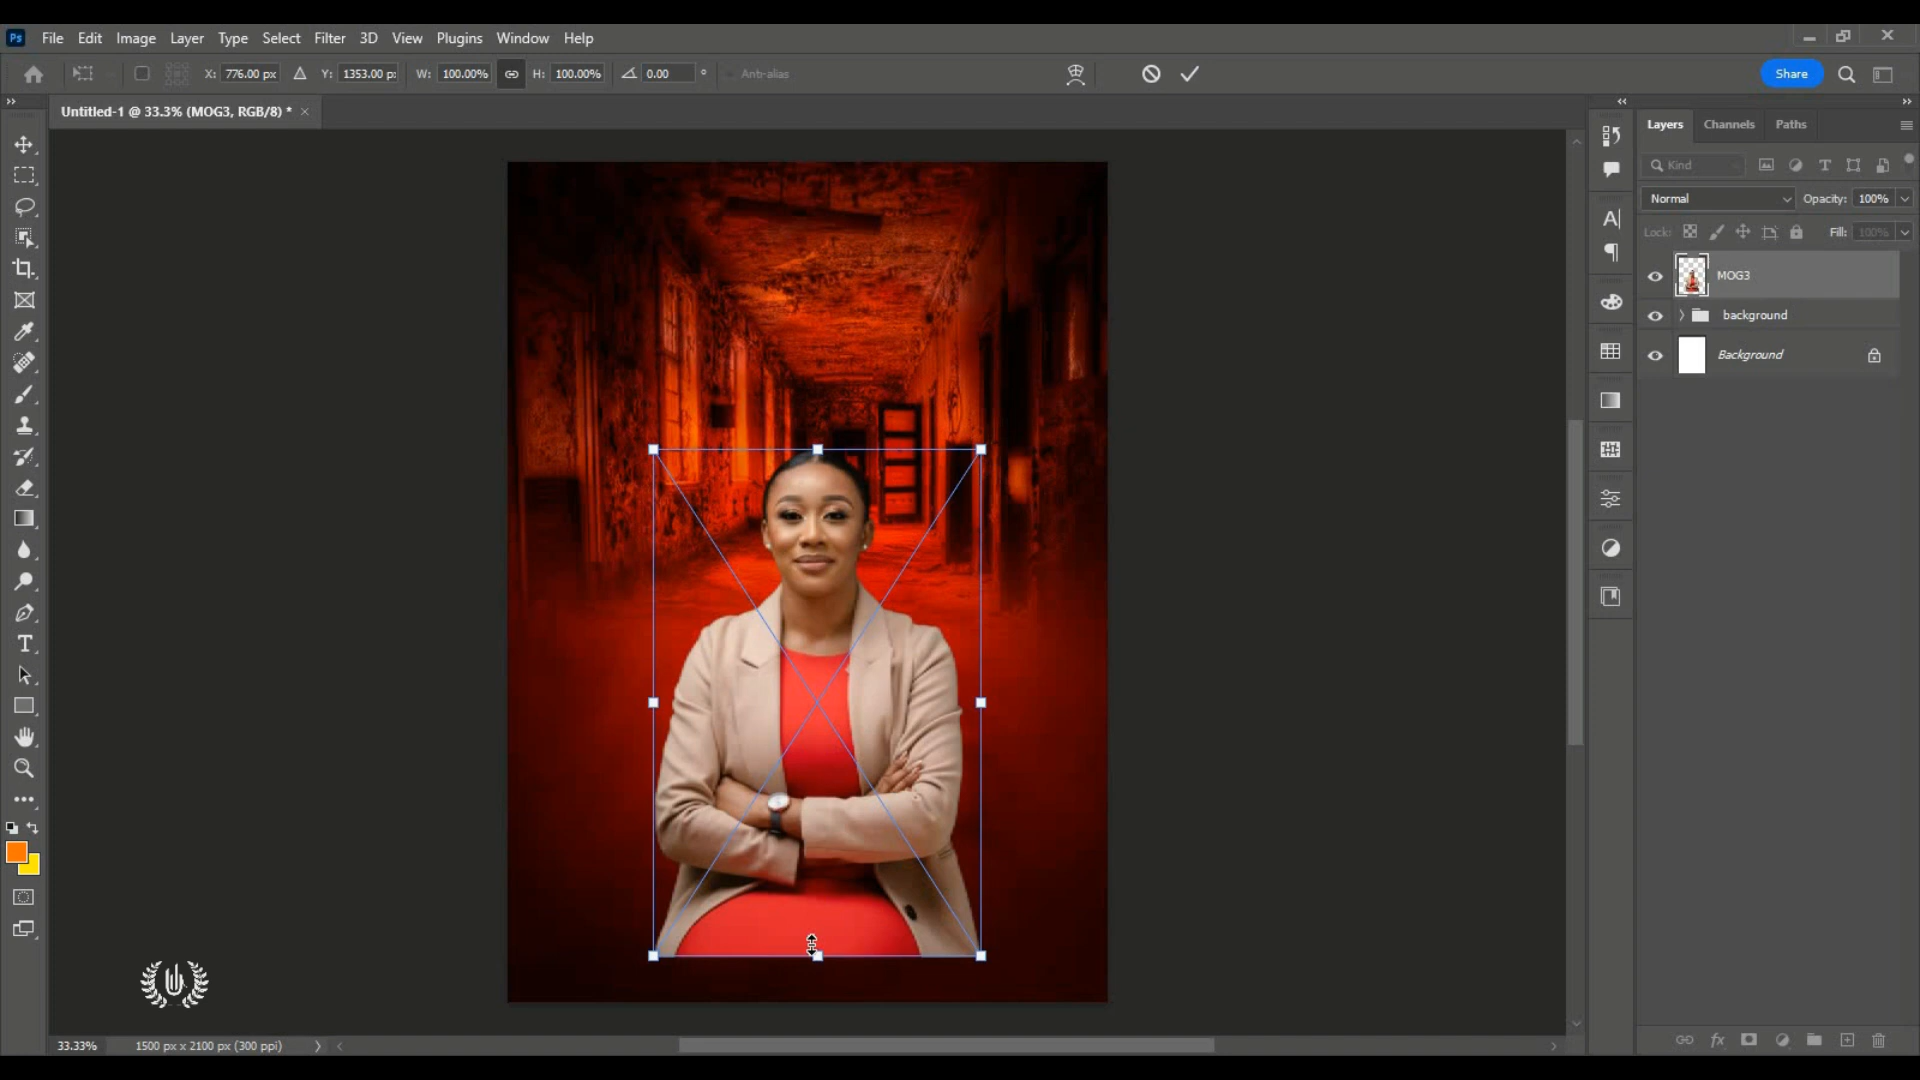 Ps File Edit Image Layer Type Select Filter 3D View Plugins Window Help
X: 776.00 px Y: 1353.00 p: W: 100.00% H: 100.00% 0.00 ° Anti-alias Share
Untitled-1 @ 33.3% (MOG3, RGB/8) * ×
Layers Channels Paths
Kind
Normal Opacity: 100%
Lock: Fill: 100%
MOG3
background
Background
33.33% 1500 px x 2100 px (300 ppi)